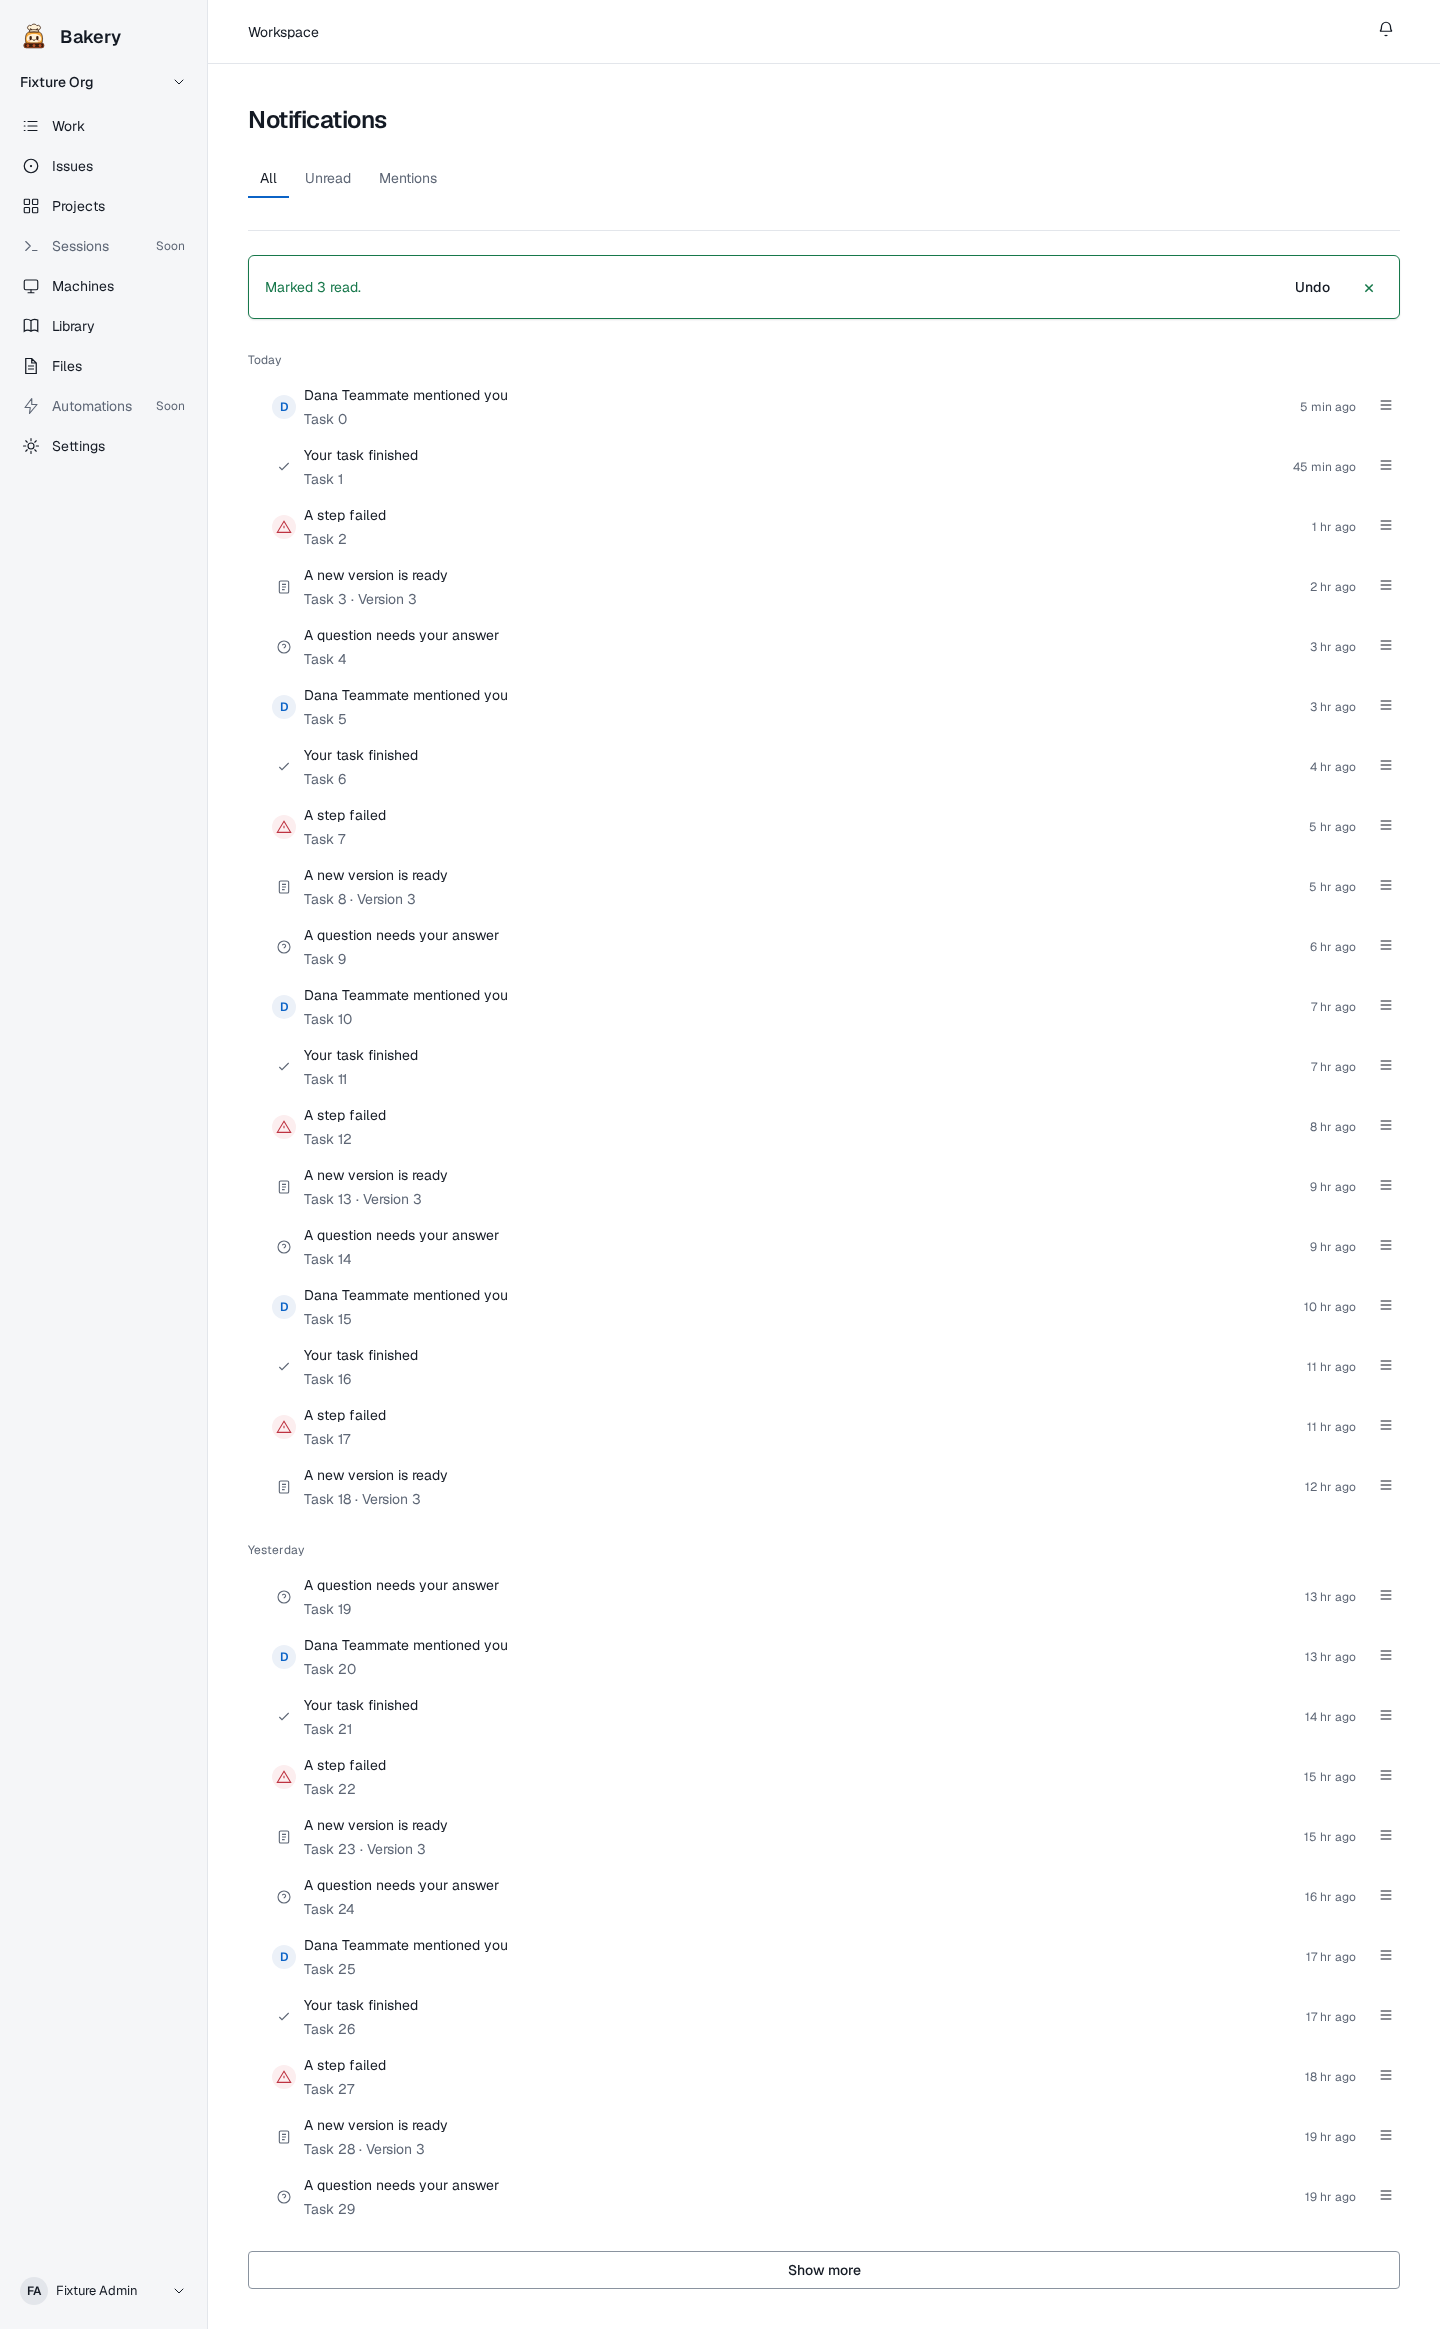 Bakery
Workspace
Fixture Org
Work
Issues
Projects
Sessions Soon
Machines
Library
Files
Automations Soon
Settings
Notifications
All Unread Mentions
Marked 3 read. Undo
Today
D Dana Teammate mentioned you
Task 0 5 min ago
Your task finished
Task 1 45 min ago
A step failed
Task 2 1 hr ago
A new version is ready
Task 3 · Version 3 2 hr ago
A question needs your answer
Task 4 3 hr ago
D Dana Teammate mentioned you
Task 5 3 hr ago
Your task finished
Task 6 4 hr ago
A step failed
Task 7 5 hr ago
A new version is ready
Task 8 · Version 3 5 hr ago
A question needs your answer
Task 9 6 hr ago
D Dana Teammate mentioned you
Task 10 7 hr ago
Your task finished
Task 11 7 hr ago
A step failed
Task 12 8 hr ago
A new version is ready
Task 13 · Version 3 9 hr ago
A question needs your answer
Task 14 9 hr ago
D Dana Teammate mentioned you
Task 15 10 hr ago
Your task finished
Task 16 11 hr ago
A step failed
Task 17 11 hr ago
A new version is ready
Task 18 · Version 3 12 hr ago
Yesterday
A question needs your answer
Task 19 13 hr ago
D Dana Teammate mentioned you
Task 20 13 hr ago
Your task finished
Task 21 14 hr ago
A step failed
Task 22 15 hr ago
A new version is ready
Task 23 · Version 3 15 hr ago
A question needs your answer
Task 24 16 hr ago
D Dana Teammate mentioned you
Task 25 17 hr ago
Your task finished
Task 26 17 hr ago
A step failed
Task 27 18 hr ago
A new version is ready
Task 28 · Version 3 19 hr ago
A question needs your answer
Task 29 19 hr ago
Show more
FA Fixture Admin